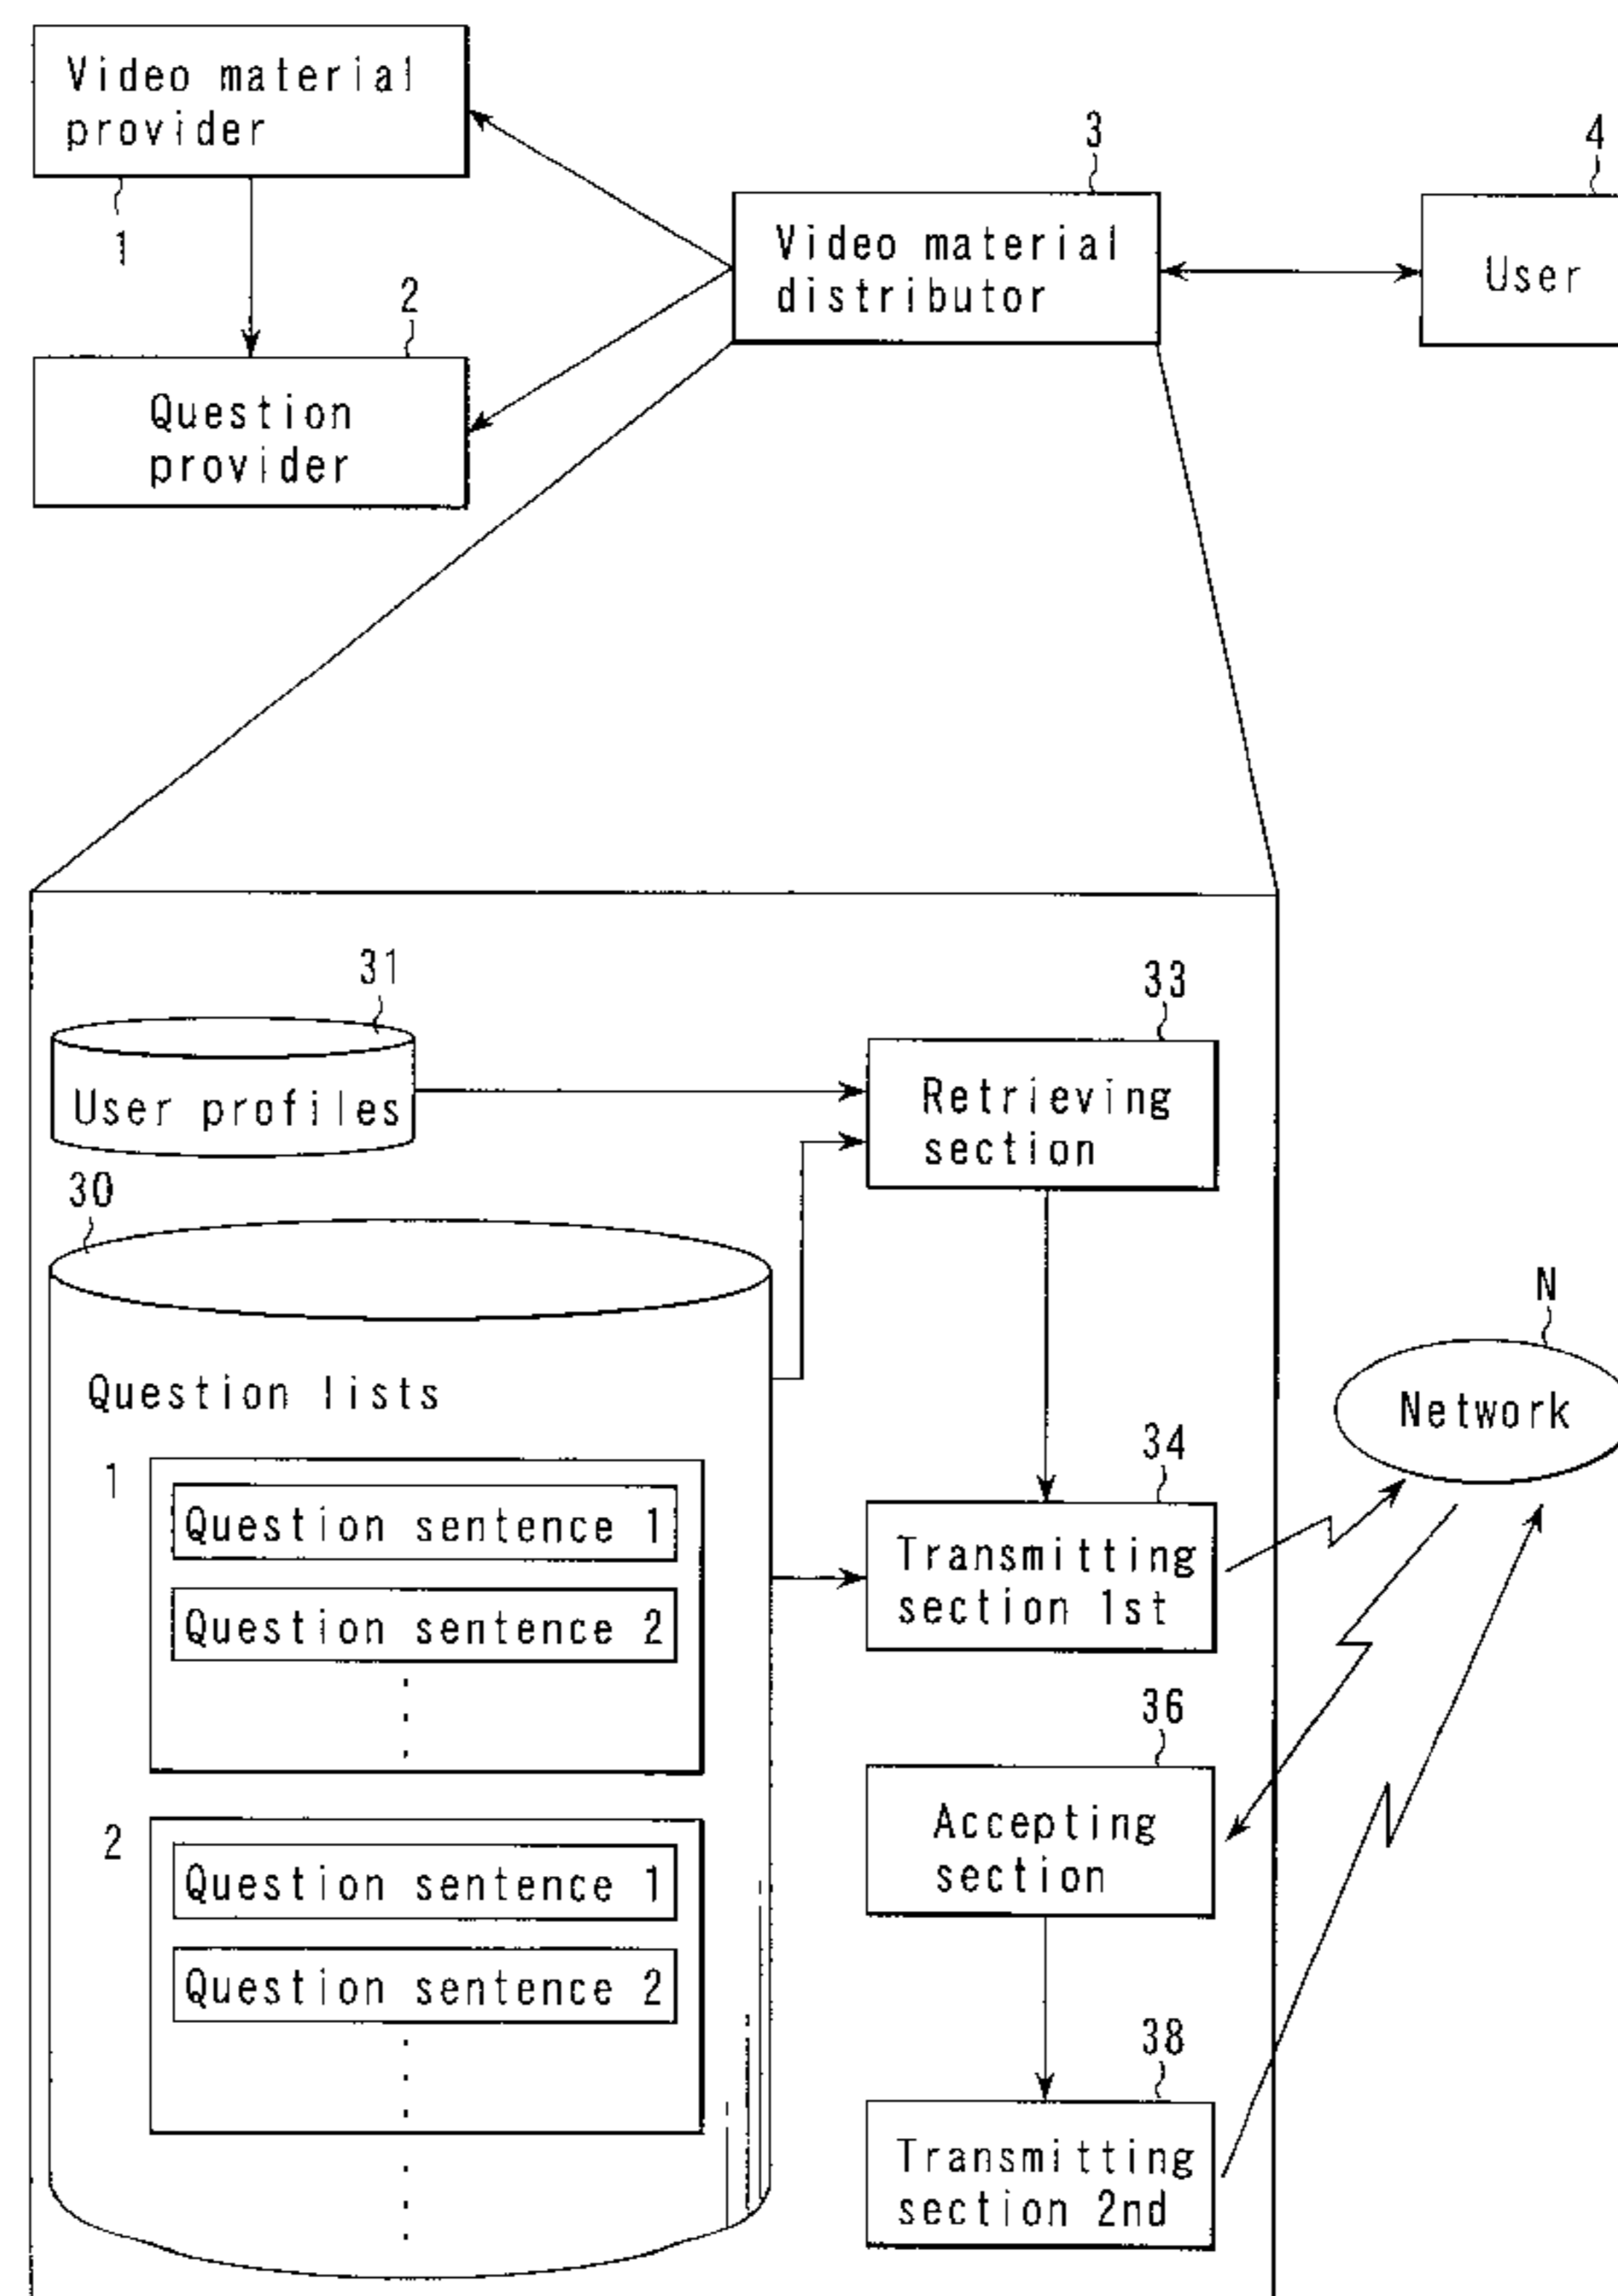 Video material
provider
1
2
Question
provider
3
Video material
distributor
4
User
31
User profiles
33
Retrieving
section
30
Question lists
1
Question sentence 1
Question sentence 2
2
Question sentence 1
Question sentence 2
34
Transmitting
section 1st
N
Network
36
Accepting
section
38
Transmitting
section 2nd